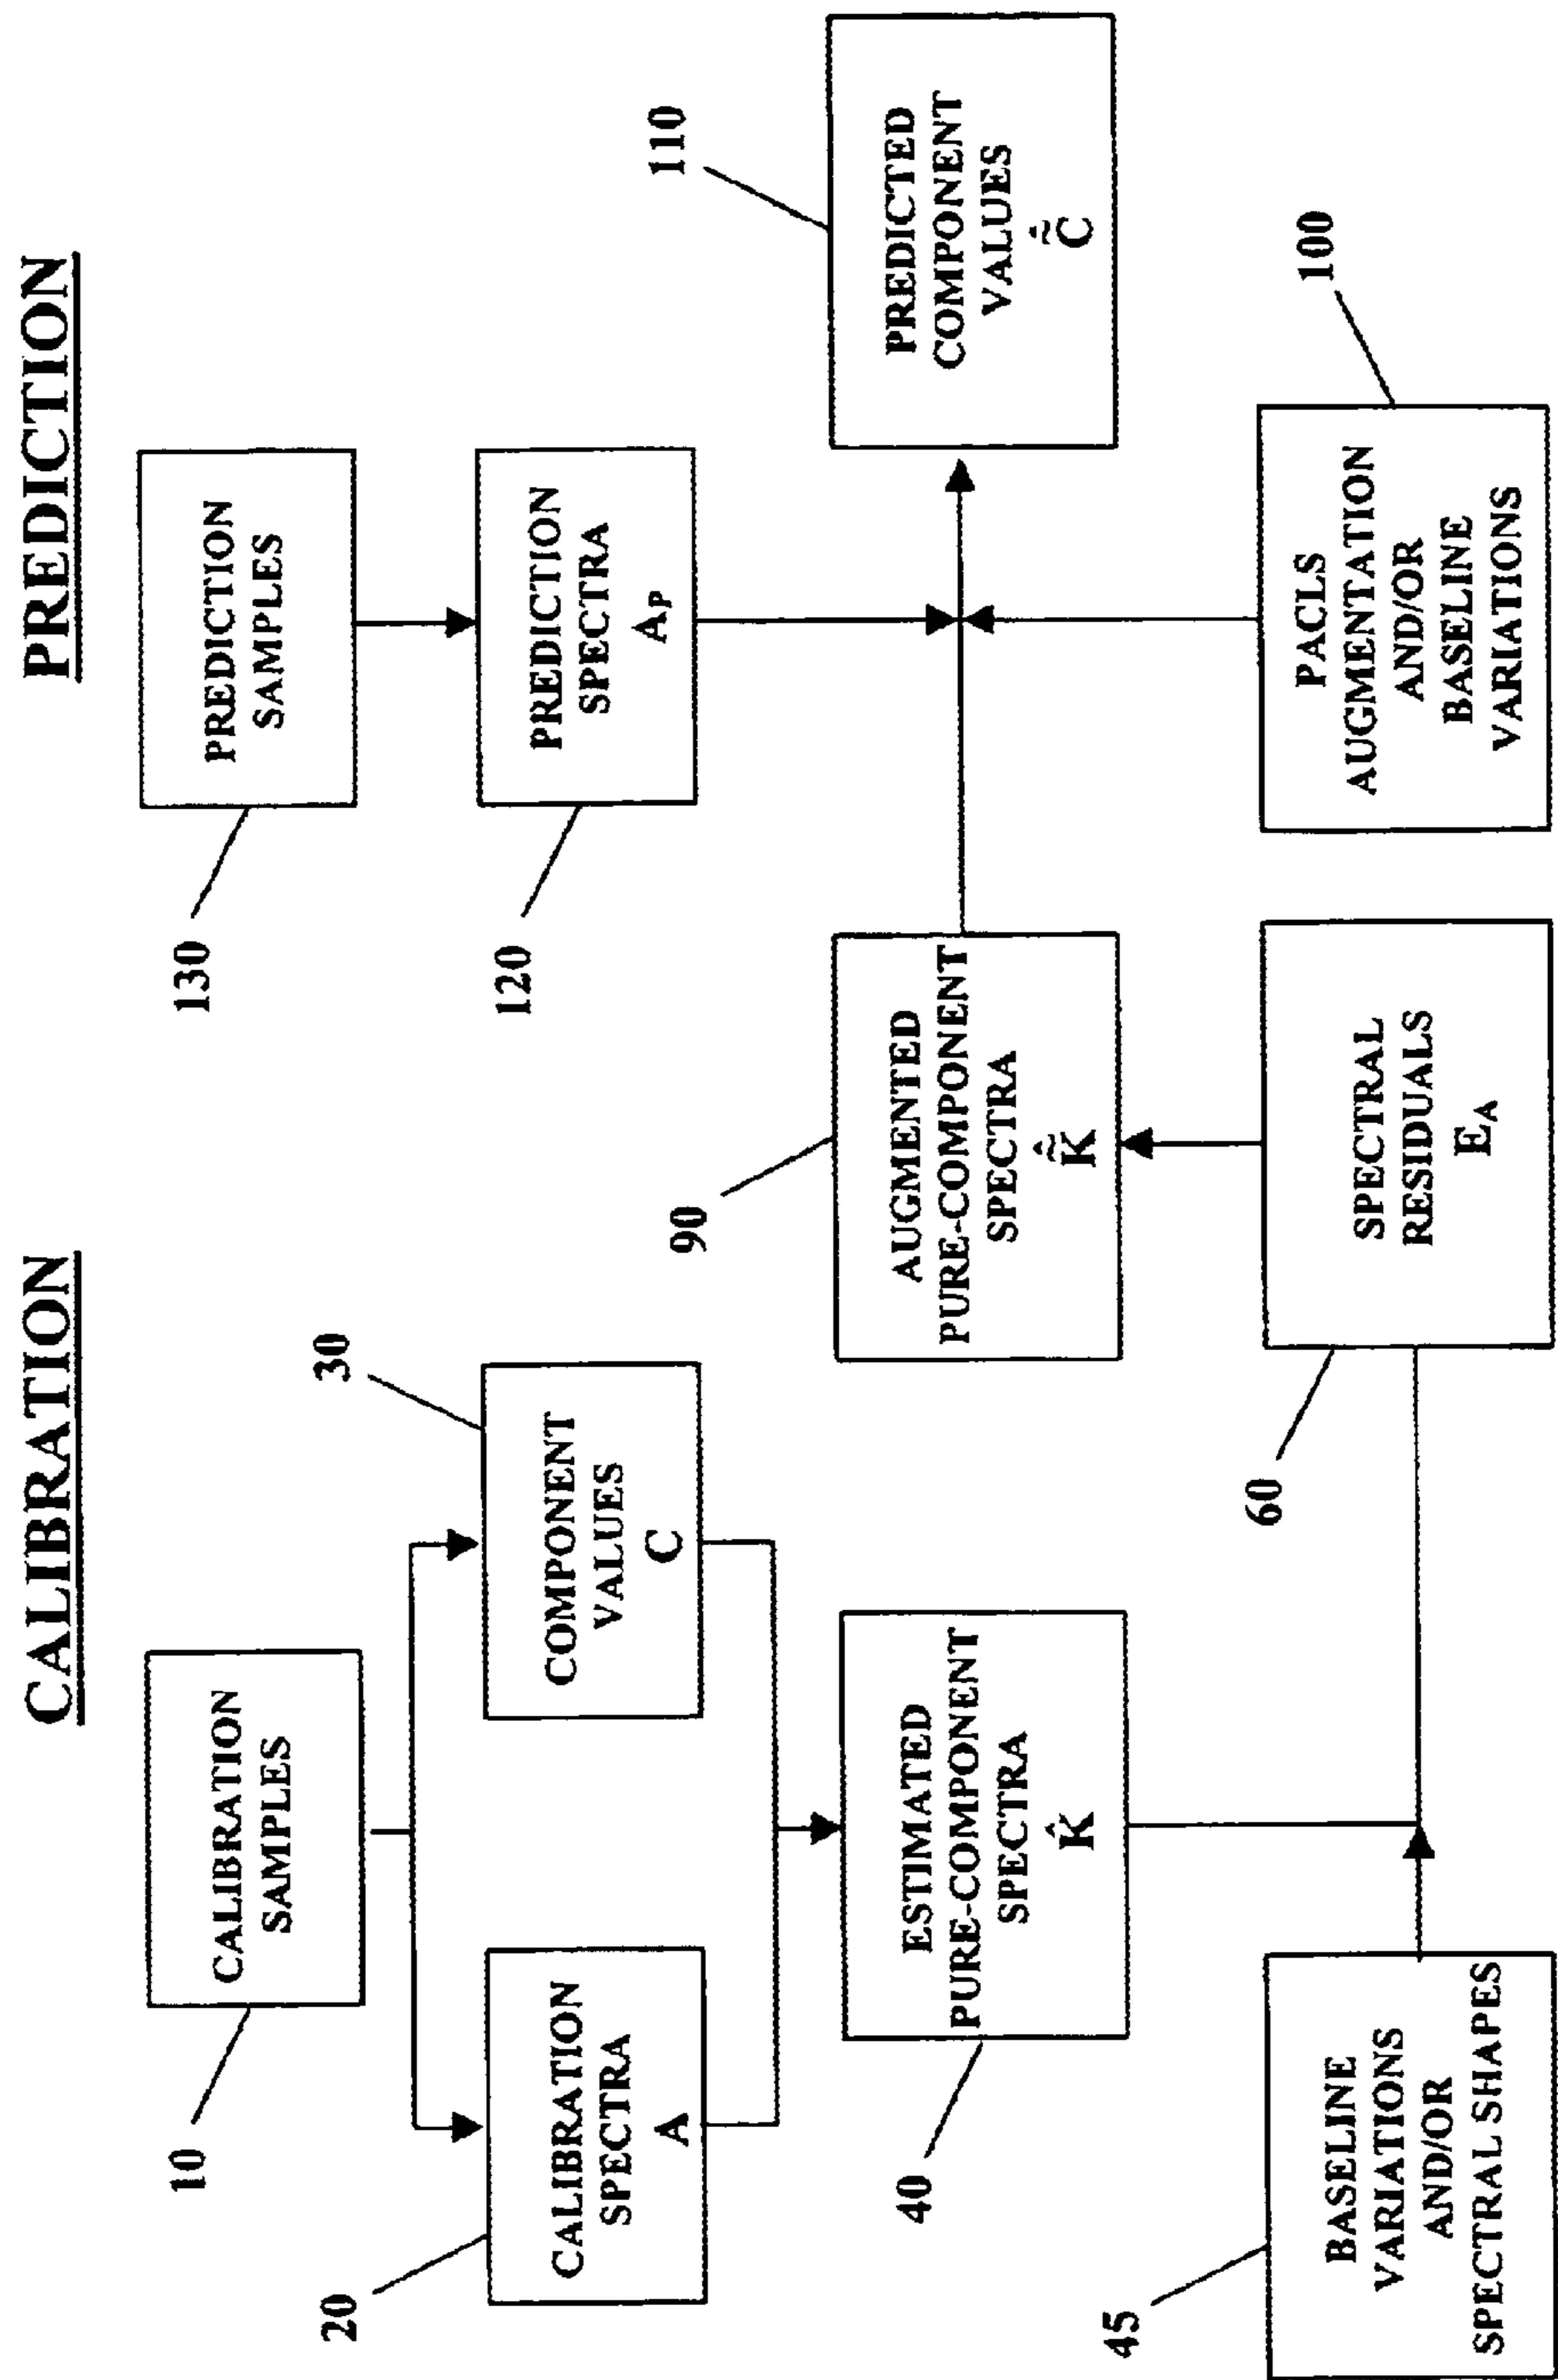 CALIBRATION
10
CALIBRATION
SAMPLES
20
CALIBRATION
SPECTRA
A
30
COMPONENT
VALUES
C
40
ESTIMATED
PURE-COMPONENT
SPECTRA
K̂
45
BASELINE
VARIATIONS
AND/OR
SPECTRAL SHAPES
60
SPECTRAL
RESIDUALS
E_A
90
AUGMENTED
PURE-COMPONENT
SPECTRA
K̃̂
PREDICTION
130
PREDICTION
SAMPLES
120
PREDICTION
SPECTRA
A_P
110
PREDICTED
COMPONENT
VALUES
C̃̂
100
PACLS
AUGMENTATION
AND/OR
BASELINE
VARIATIONS